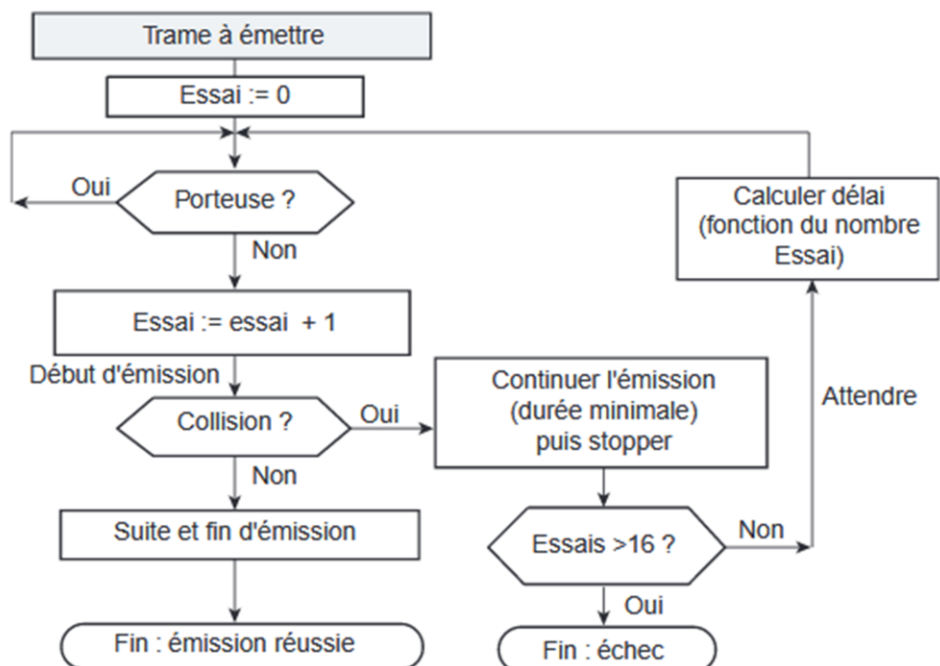 Trame à émettre
Essai := 0
Oui
Porteuse ?
Non
Calculer délai
(fonction du nombre
Essai)
Essai := essai + 1
Début d'émission
Collision ?
Oui
Continuer l'émission
(durée minimale)
puis stopper
Attendre
Non
Suite et fin d'émission
Essais >16 ?
Non
Oui
Fin : émission réussie
Fin : échec